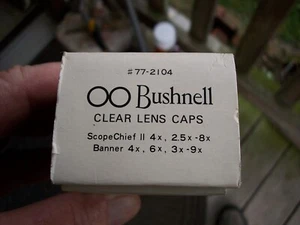 #77-2104
Bushnell
CLEAR LENS CAPS
ScopeChief II 4x, 2.5x-8x
Banner 4x, 6x, 3x-9x